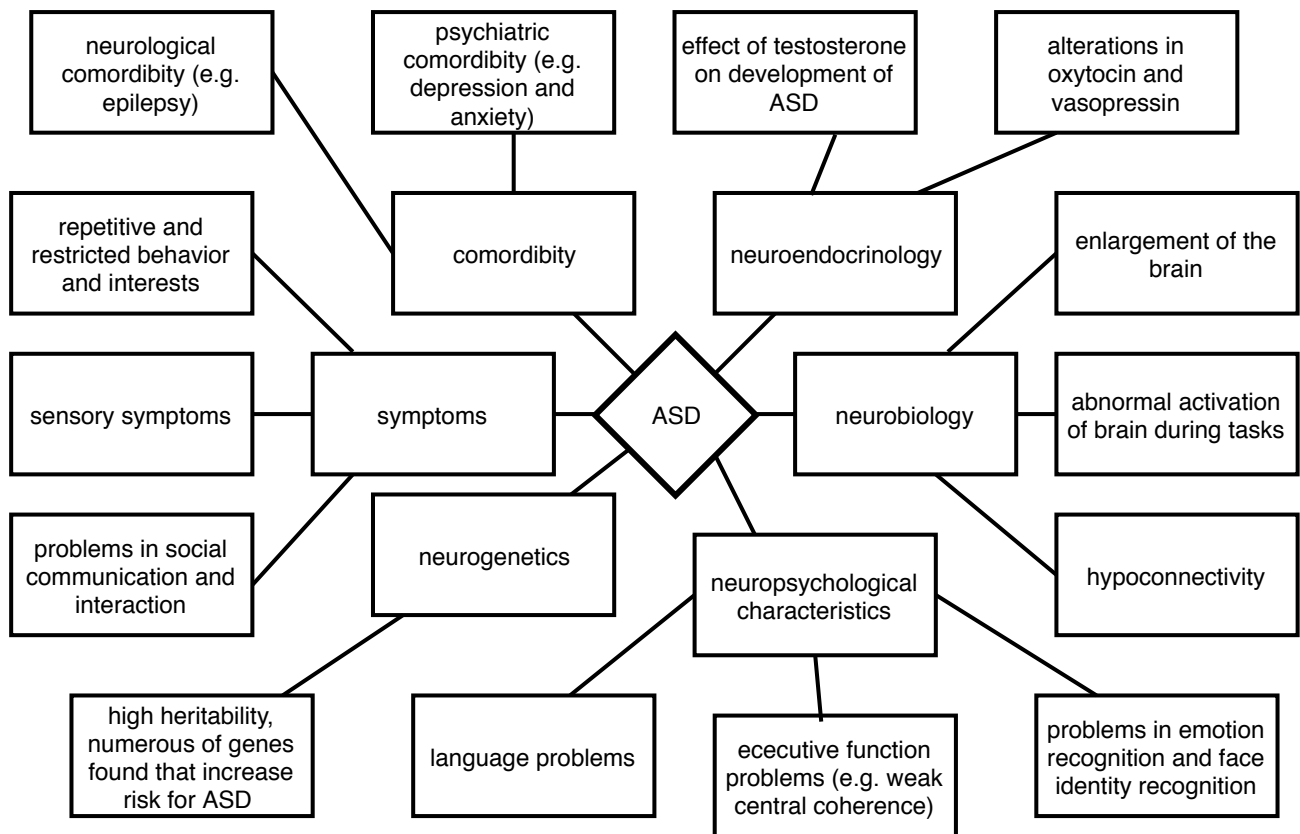 neurological
comordibity (e.g.
epilepsy)
psychiatric
comordibity (e.g.
depression and
anxiety)
effect of testosterone
on development of
ASD
alterations in
oxytocin and
vasopressin
repetitive and
restricted behavior
and interests
comordibity
neuroendocrinology
enlargement of the
brain
sensory symptoms
symptoms
ASD
neurobiology
abnormal activation
of brain during tasks
problems in social
communication and
interaction
neurogenetics
neuropsychological
characteristics
hypoconnectivity
high heritability,
numerous of genes
found that increase
risk for ASD
language problems
ececutive function
problems (e.g. weak
central coherence)
problems in emotion
recognition and face
identity recognition